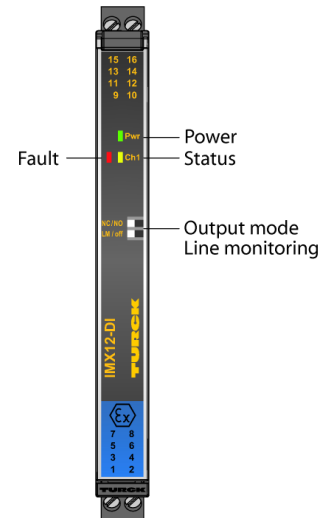 15 16
13 14
11 12
9 10
Pwr
Power
Fault
Ch1
Status
NC/NO
Output mode
LM / off
Line monitoring
IMX12-DI
TURCK
Ex
7 8
5 6
3 4
1 2
TURCK